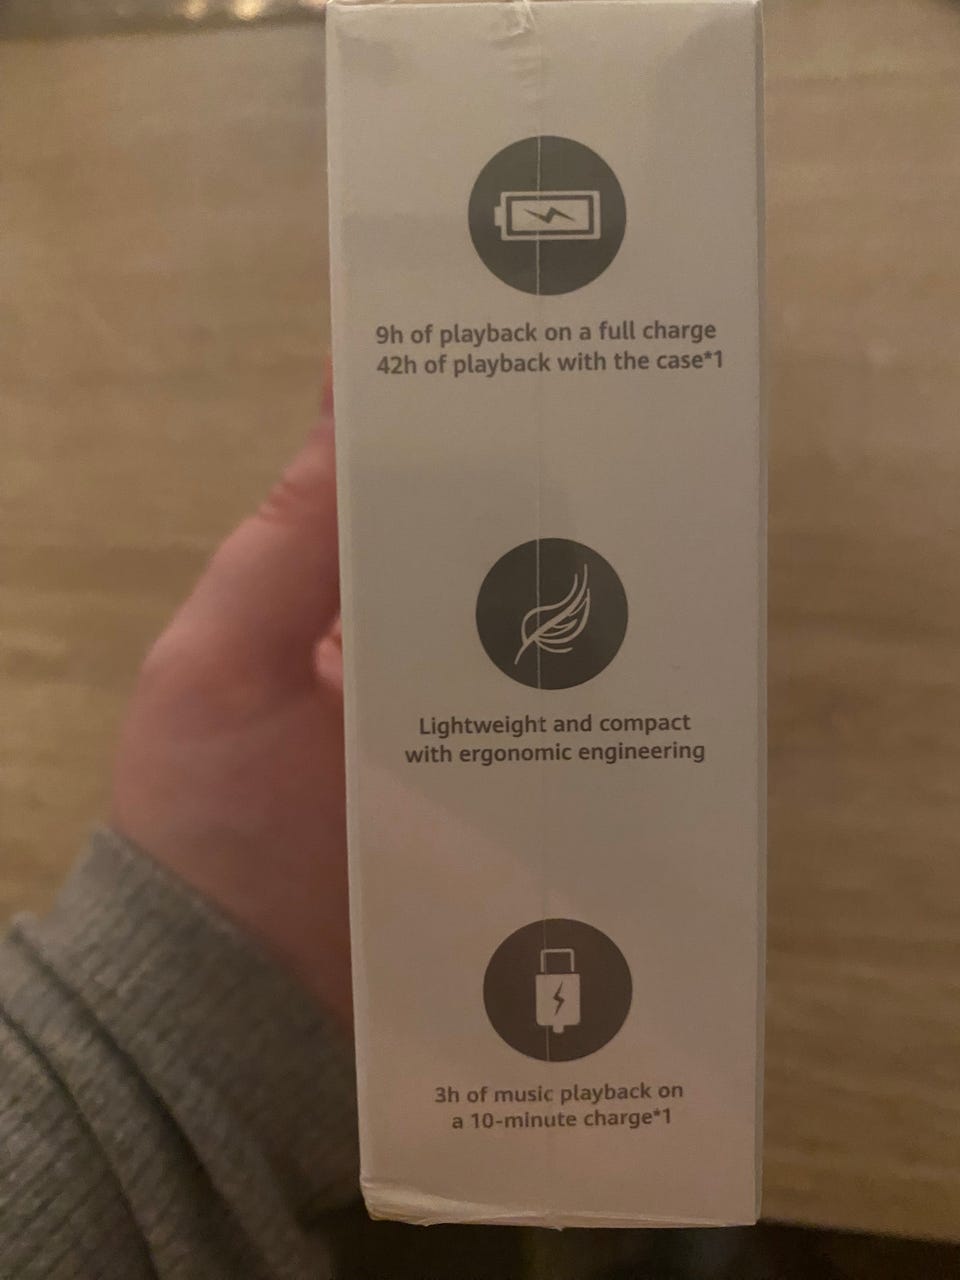 9h of playback on a full charge
42h of playback with the case*1
Lightweight and compact
with ergonomic engineering
3h of music playback on
a 10-minute charge*1